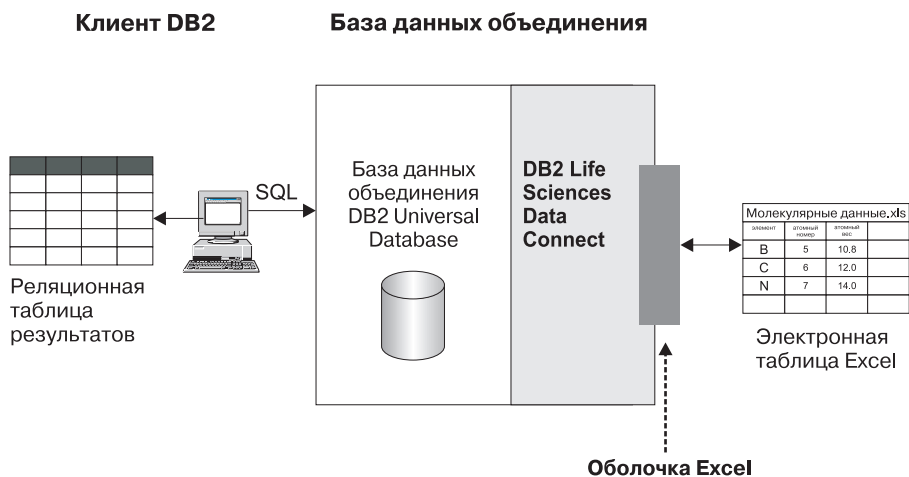 Клиент DB2
База данных объединения
SQL
База данных
объединения
DB2 Universal
Database
DB2 Life
Sciences
Data
Connect
Молекулярные данные.xls
элемент атомный номер атомный вес
B 5 10.8
C 6 12.0
N 7 14.0
Реляционная
таблица
результатов
Электронная
таблица Excel
Оболочка Excel